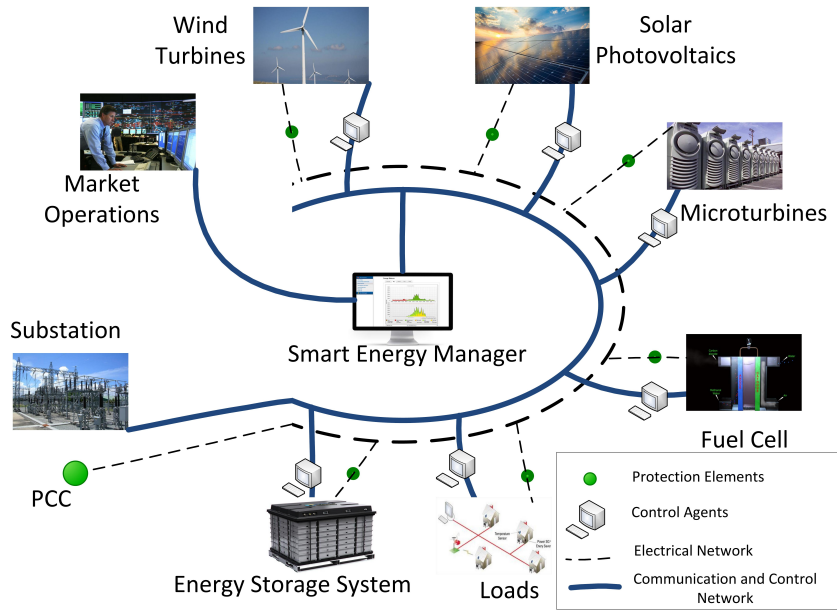 Wind
Turbines
Solar
Photovoltaics
Market
Operations
Microturbines
Substation
Smart Energy Manager
Fuel Cell
PCC
Energy Storage System
Loads
Protection Elements
Control Agents
Electrical Network
Communication and Control
Network